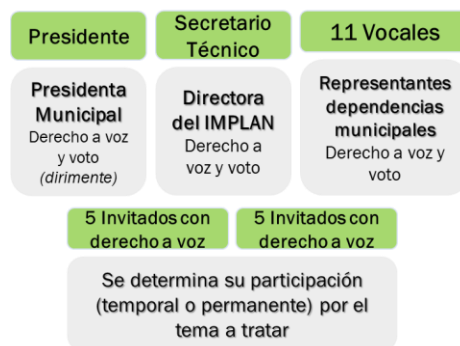 Presidente
Presidenta
Municipal
Derecho a voz
y voto
(dirimente)
Secretario
Técnico
Directora
del IMPLAN
Derecho a
voz y voto
11 Vocales
Representantes
dependencias
municipales
Derecho a voz y
voto
5 Invitados con
derecho a voz
5 Invitados con
derecho a voz
Se determina su participación
(temporal o permanente) por el
tema a tratar